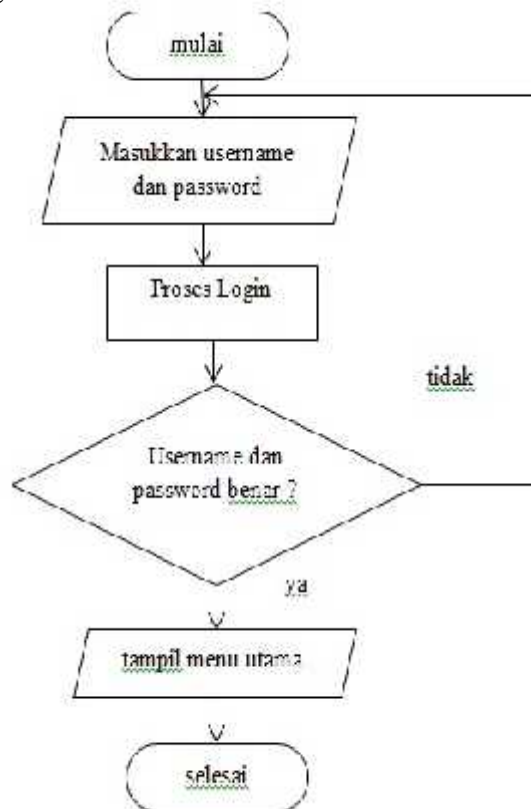 mulai
Masukkan username
dan password
Proses Login
tidak
Username dan
password benar ?
ya
tampil menu utama
selesai